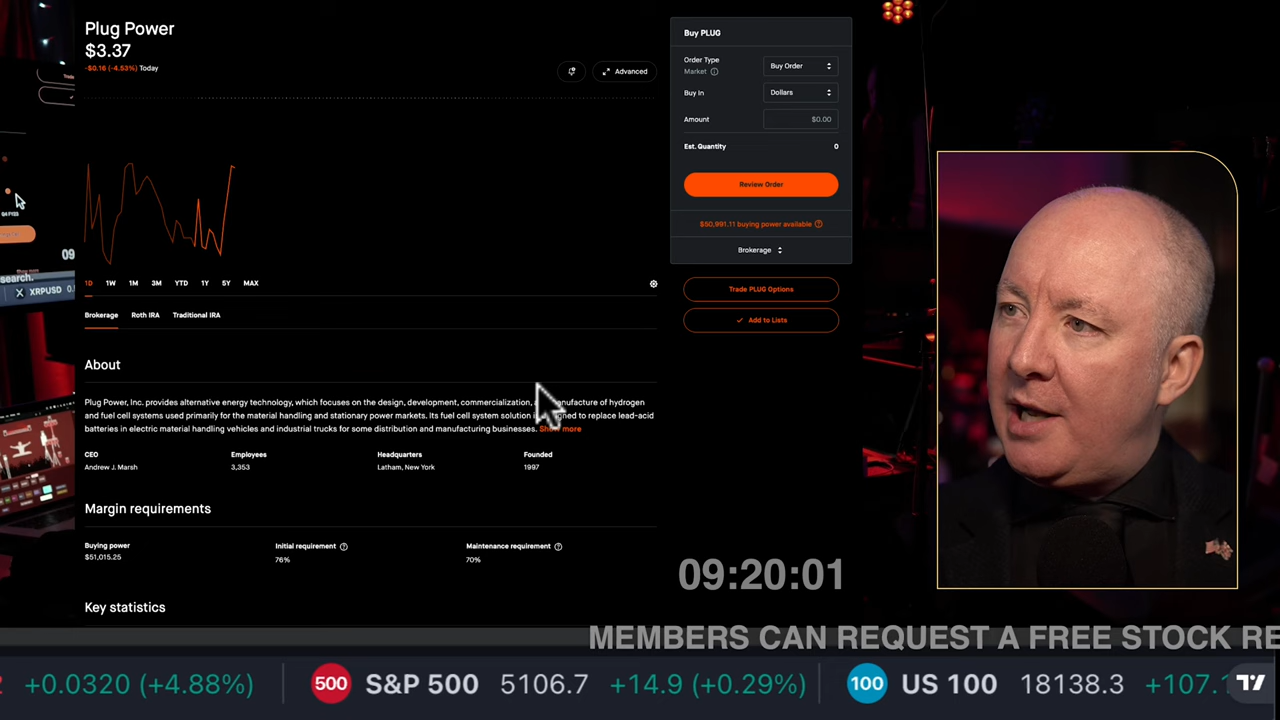 Plug Power
$3.37
-$0.16 (-4.53%) Today
Advanced
1D 1W 1M 3M YTD 1Y 5Y MAX
Brokerage Roth IRA Traditional IRA
About
Plug Power, Inc. provides alternative energy technology, which focuses on the design, development, commercialization, manufacture of hydrogen
and fuel cell systems used primarily for the material handling and stationary power markets. Its fuel cell system solution to replace lead-acid
batteries in electric material handling vehicles and industrial trucks for some distribution and manufacturing businesses. Show more
CEO Employees Headquarters Founded
Andrew J. Marsh 3,353 Latham, New York 1997
Margin requirements
Buying power Initial requirement Maintenance requirement
$51,015.25 76% 70%
Key statistics
Buy PLUG
Order Type
Market
Buy Order
Buy In Dollars
Amount $0.00
Est. Quantity 0
Review Order
$50,991.11 buying power available
Brokerage
Trade PLUG Options
Add to Lists
Q4 FY23
09
search.
XRPUSD
09:20:01
MEMBERS CAN REQUEST A FREE STOCK RE
+0.0320 (+4.88%) 500 S&P 500 5106.7 +14.9 (+0.29%) 100 US 100 18138.3 +107.